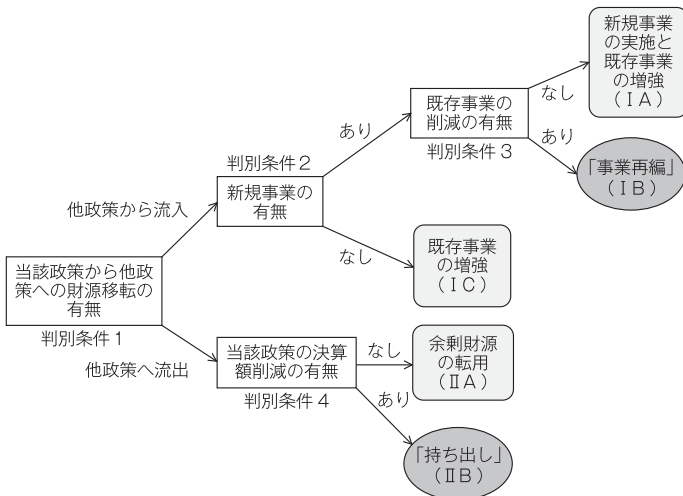 新規事業
の実施と
既存事業
の増強
(ⅠA)
なし
既存事業の
削減の有無
判別条件3
あり
「事業再編」
(ⅠB)
あり
判別条件2
新規事業の
有無
なし
既存事業
の増強
(ⅠC)
他政策から流入
当該政策から他政
策への財源移転の
有無
判別条件1
他政策へ流出
当該政策の決算
額削減の有無
判別条件4
なし
余剰財源
の転用
(ⅡA)
あり
「持ち出し」
(ⅡB)